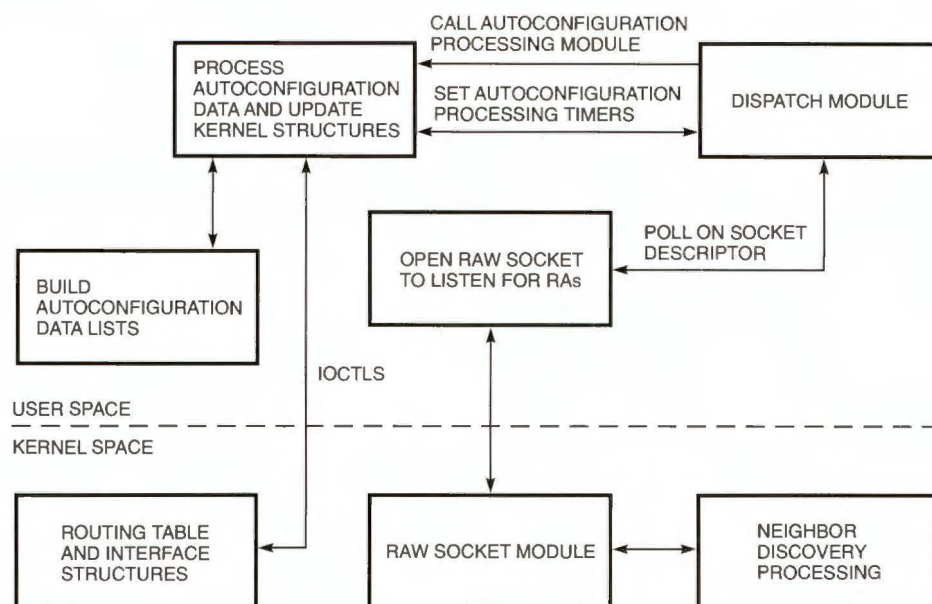 CALL AUTOCONFIGURATION
PROCESSING MODULE
PROCESS
AUTOCONFIGURATION
DATA AND UPDATE
KERNEL STRUCTURES
SET AUTOCONFIGURATION
PROCESSING TIMERS
DISPATCH MODULE
POLL ON SOCKET
DESCRIPTOR
OPEN RAW SOCKET
TO LISTEN FOR RAs
BUILD
AUTOCONFIGURATION
DATA LISTS
IOCTLS
USER SPACE
KERNEL SPACE
ROUTING TABLE
AND INTERFACE
STRUCTURES
RAW SOCKET MODULE
NEIGHBOR
DISCOVERY
PROCESSING